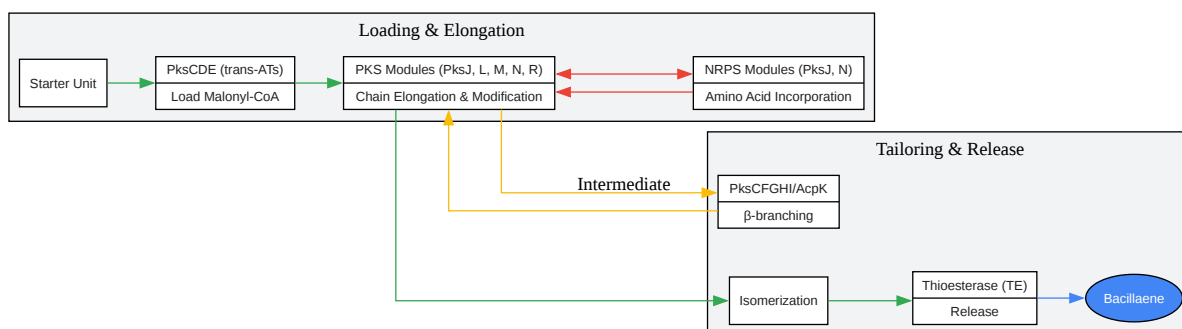 Loading & Elongation
Starter Unit
PksCDE (trans-ATs)
Load Malonyl-CoA
PKS Modules (PksJ, L, M, N, R)
Chain Elongation & Modification
NRPS Modules (PksJ, N)
Amino Acid Incorporation
Tailoring & Release
Intermediate
PksCFGHI/AcpK
β-branching
Isomerization
Thioesterase (TE)
Release
Bacillaene